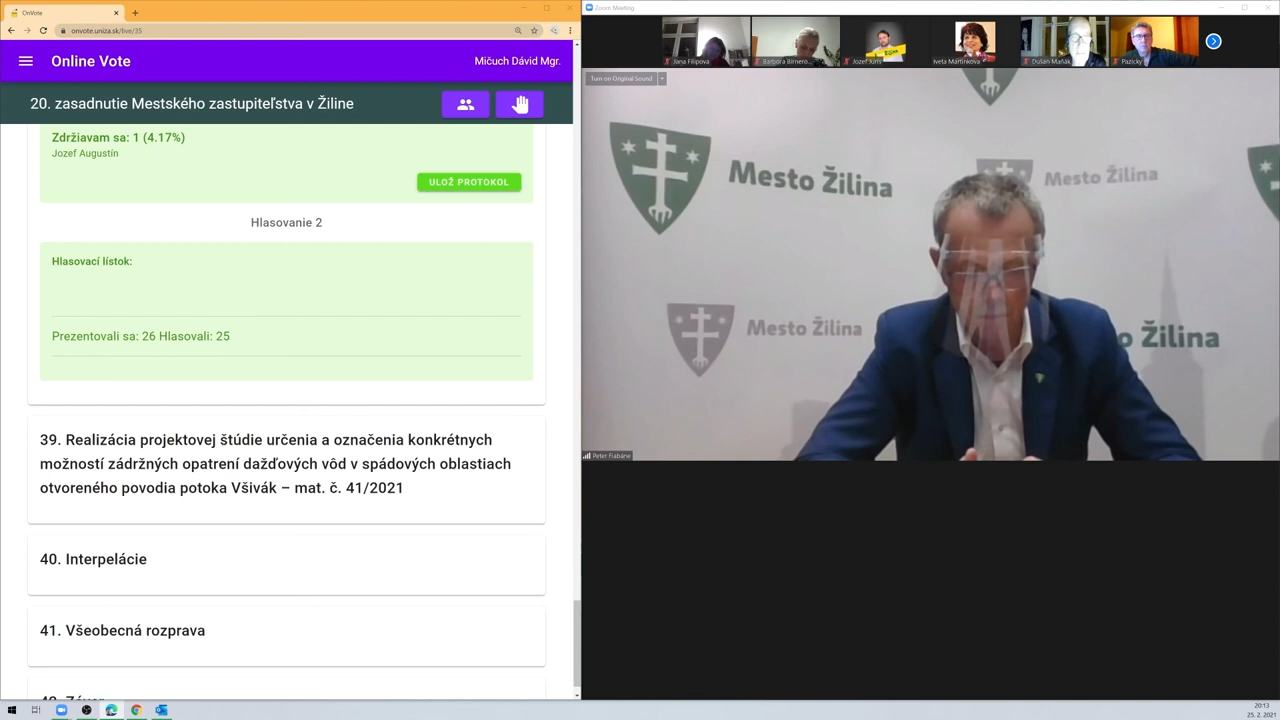 OnVote
onvote.uniza.sk/live/35
Online Vote
Mičuch Dávid Mgr.
20. zasadnutie Mestského zastupiteľstva v Žiline
Zdržiavam sa: 1 (4.17%)
Jozef Augustín
ULOŽ PROTOKOL
Hlasovanie 2
Hlasovací lístok:
Prezentovali sa: 26 Hlasovali: 25
39. Realizácia projektovej štúdie určenia a označenia konkrétnych
možností zádržných opatrení dažďových vôd v spádových oblastiach
otvoreného povodia potoka Všivák – mat. č. 41/2021
40. Interpelácie
41. Všeobecná rozprava
Zoom Meeting
Jana Filipova
Jozef Juriš
Iveta Martinkova
Dušan Maňák
Pažický
Turn on Original Sound
Mesto Žilina
Mesto Žilina
Mesto Žilina
o Žilina
Peter Fiabáne
20:13
25. 2. 2021